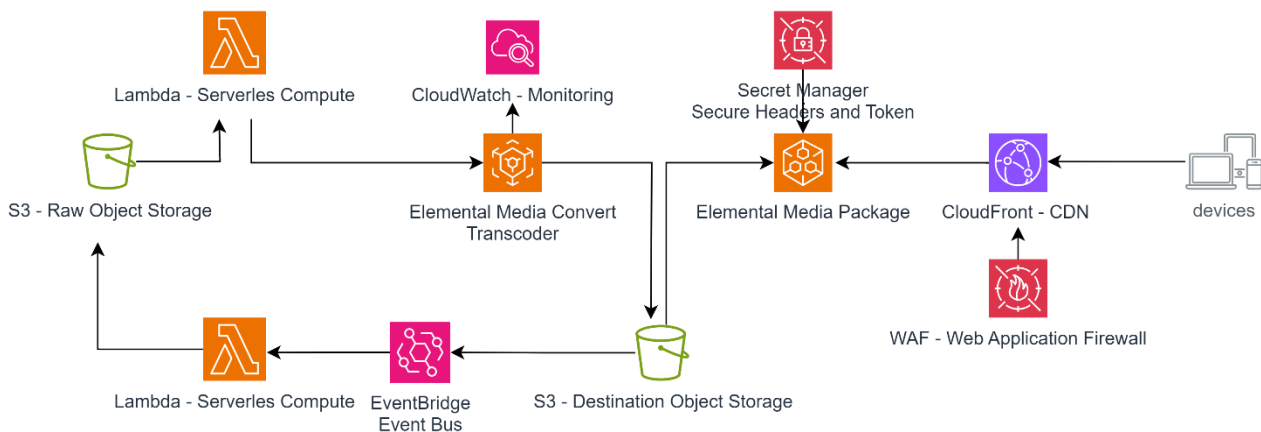 Lambda - Serverles Compute
CloudWatch - Monitoring
Secret Manager
Secure Headers and Token
S3 - Raw Object Storage
Elemental Media Convert
Transcoder
Elemental Media Package
CloudFront - CDN
devices
WAF - Web Application Firewall
Lambda - Serverles Compute
EventBridge
Event Bus
S3 - Destination Object Storage